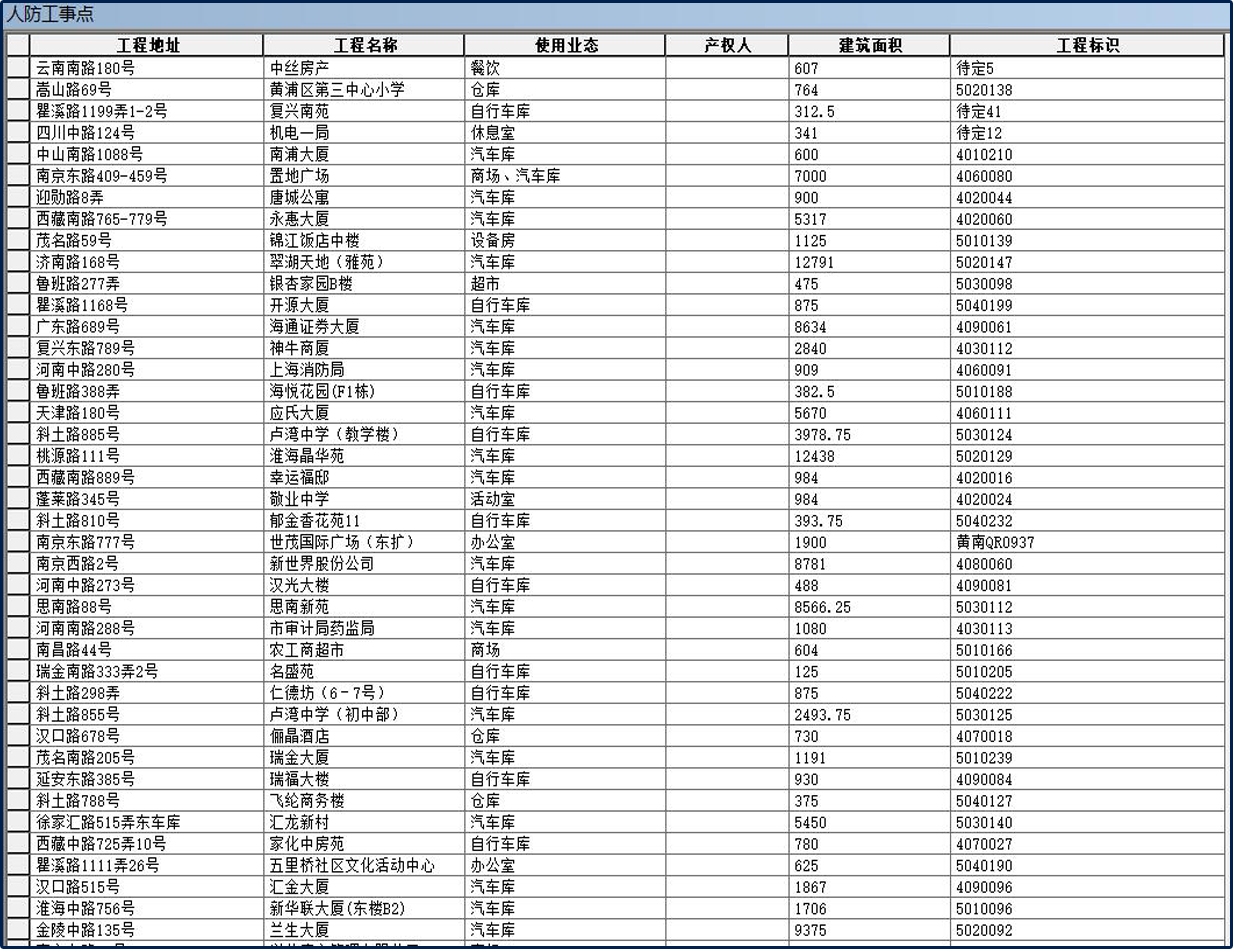 人防工事点
工程地址 工程名称 使用业态 产权人 建筑面积 工程标识
云南南路180号 中丝房产 餐饮 607 待定5
嵩山路69号 黄浦区第三中心小学 仓库 764 5020138
瞿溪路1199弄1-2号 复兴南苑 自行车库 312.5 待定41
四川中路124号 机电一局 休息室 341 待定12
中山南路1088号 南浦大厦 汽车库 600 4010210
南京东路409-459号 置地广场 商场、汽车库 7000 4060080
迎勋路8弄 唐城公寓 汽车库 900 4020044
西藏南路765-779号 永惠大厦 汽车库 5317 4020060
茂名路59号 锦江饭店中楼 设备房 1125 5010139
济南路168号 翠湖天地（雅苑） 汽车库 12791 5020147
鲁班路277弄 银杏家园B楼 超市 475 5030098
瞿溪路1168号 开源大厦 自行车库 875 5040199
广东路689号 海通证券大厦 汽车库 8634 4090061
复兴东路789号 神牛商厦 汽车库 2840 4030112
河南中路280号 上海消防局 汽车库 909 4060091
鲁班路388弄 海悦花园(F1栋) 自行车库 382.5 5010188
天津路180号 应氏大厦 汽车库 5670 4060111
斜土路885号 卢湾中学（教学楼） 自行车库 3978.75 5030124
桃源路111号 淮海晶华苑 汽车库 12438 5020129
西藏南路889号 幸运福邸 汽车库 984 4020016
蓬莱路345号 敬业中学 活动室 984 4020024
斜土路810号 郁金香花苑11 自行车库 393.75 5040232
南京东路777号 世茂国际广场（东扩） 办公室 1900 黄南QR0937
南京西路2号 新世界股份公司 汽车库 8781 4080060
河南中路273号 汉光大楼 自行车库 488 4090081
思南路88号 思南新苑 汽车库 8566.25 5030112
河南南路288号 市审计局药监局 汽车库 1080 4030113
南昌路44号 农工商超市 商场 604 5010166
瑞金南路333弄2号 名盛苑 自行车库 125 5010205
斜土路298弄 仁德坊（6－7号） 自行车库 875 5040222
斜土路855号 卢湾中学（初中部） 汽车库 2493.75 5030125
汉口路678号 俪晶酒店 仓库 730 4070018
茂名南路205号 瑞金大厦 汽车库 1191 5010239
延安东路385号 瑞福大楼 自行车库 930 4090084
斜土路788号 飞轮商务楼 仓库 375 5040127
徐家汇路515弄东车库 汇龙新村 汽车库 5450 5030140
西藏中路725弄10号 家化中房苑 自行车库 780 4070027
瞿溪路1111弄26号 五里桥社区文化活动中心 办公室 625 5040190
汉口路515号 汇金大厦 汽车库 1867 4090096
淮海中路756号 新华联大厦(东楼B2) 汽车库 1706 5010096
金陵中路135号 兰生大厦 汽车库 9375 5020092